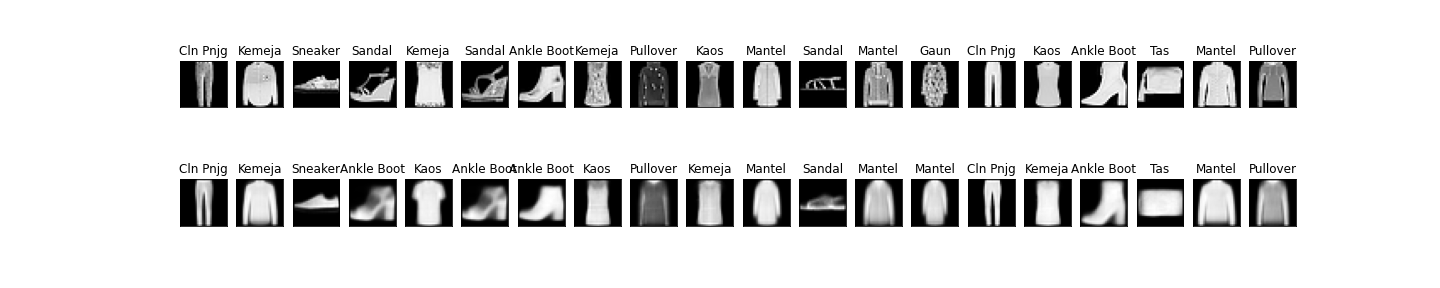 Cln Pnjg Kemeja Sneaker Sandal Kemeja Sandal Ankle Boot Kemeja Pullover Kaos Mantel Sandal Mantel Gaun Cln Pnjg Kaos Ankle Boot Tas Mantel Pullover
Cln Pnjg Kemeja Sneaker Ankle Boot Kaos Ankle Boot Ankle Boot Kaos Pullover Kemeja Mantel Sandal Mantel Mantel Cln Pnjg Kemeja Ankle Boot Tas Mantel Pullover